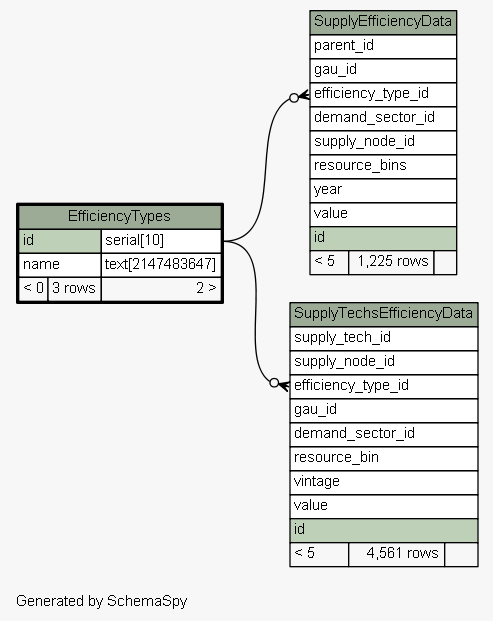 SupplyEfficiencyData
parent_id
gau_id
efficiency_type_id
demand_sector_id
supply_node_id
resource_bins
year
value
id
< 5 1,225 rows
EfficiencyTypes
id serial[10]
name text[2147483647]
< 0 3 rows 2 >
SupplyTechsEfficiencyData
supply_tech_id
supply_node_id
efficiency_type_id
gau_id
demand_sector_id
resource_bin
vintage
value
id
< 5 4,561 rows
Generated by SchemaSpy